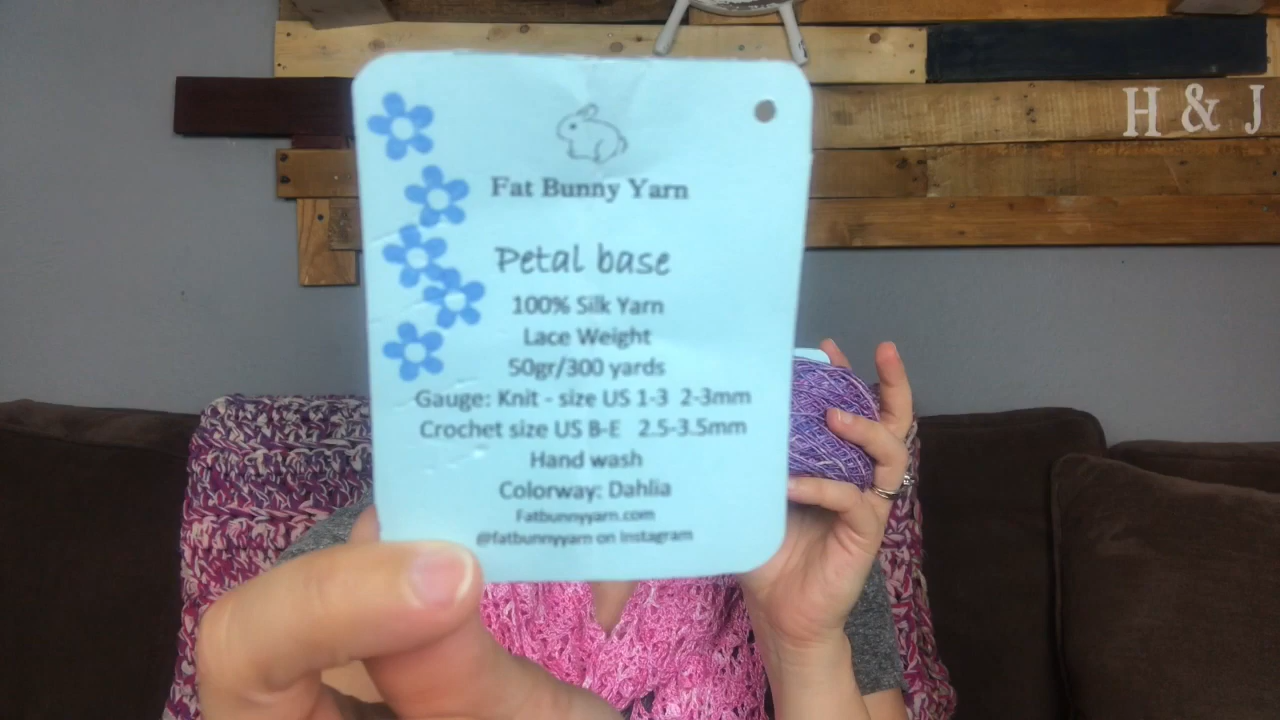 H & J
Fat Bunny Yarn
Petal base
100% Silk Yarn
Lace Weight
50gr/300 yards
Gauge: Knit - size US 1-3 2-3mm
Crochet size US B-E 2.5-3.5mm
Hand wash
Colorway: Dahlia
Fatbunnyyarn.com
@fatbunnyyarn on Instagram